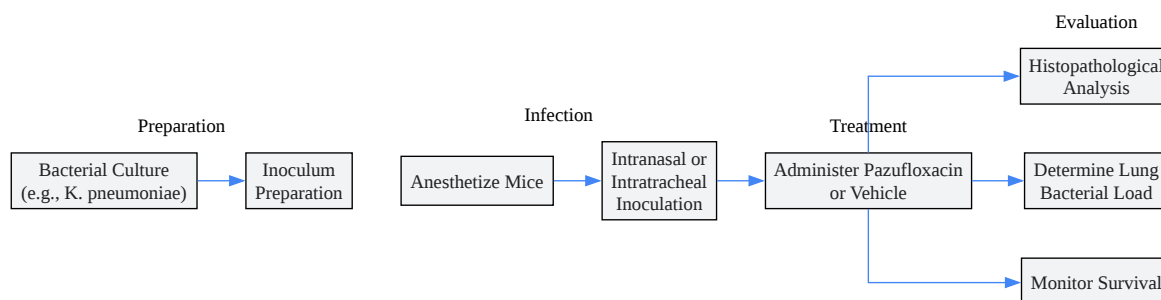 Preparation
Bacterial Culture
(e.g., K. pneumoniae)
Inoculum
Preparation
Infection
Anesthetize Mice
Intranasal or
Intratracheal
Inoculation
Treatment
Administer Pazufloxacin
or Vehicle
Evaluation
Histopathological
Analysis
Determine Lung
Bacterial Load
Monitor Survival